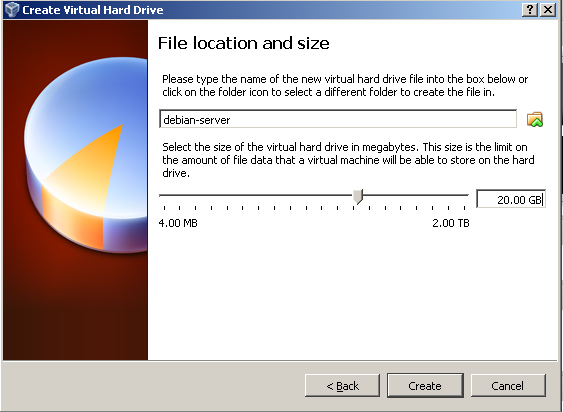 Create Virtual Hard Drive
File location and size
Please type the name of the new virtual hard drive file into the box below or
click on the folder icon to select a different folder to create the file in.
debian-server
Select the size of the virtual hard drive in megabytes. This size is the limit on
the amount of file data that a virtual machine will be able to store on the hard
drive.
20.00 GB
4.00 MB 2.00 TB
< Back Create Cancel